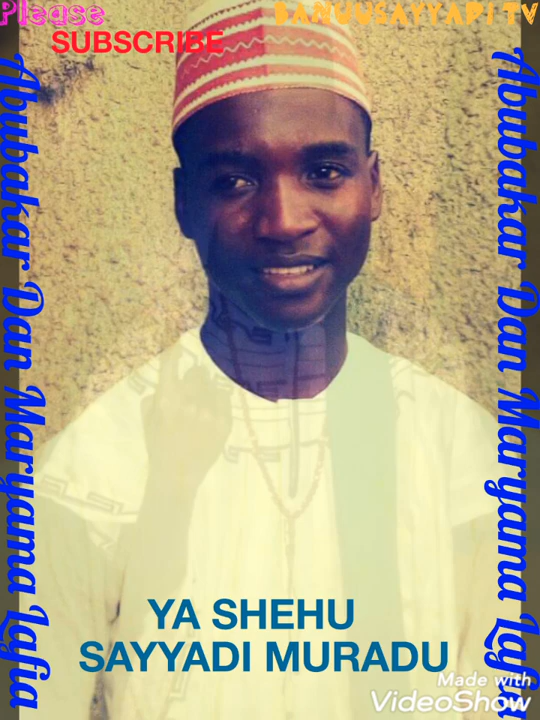 Please
BANUUSAYYADI TV
SUBSCRIBE
Abubakar Dan Maryama Lafia
Abubakar Dan Maryama Lafia
YA SHEHU
SAYYADI MURADU
Made with
VideoShow